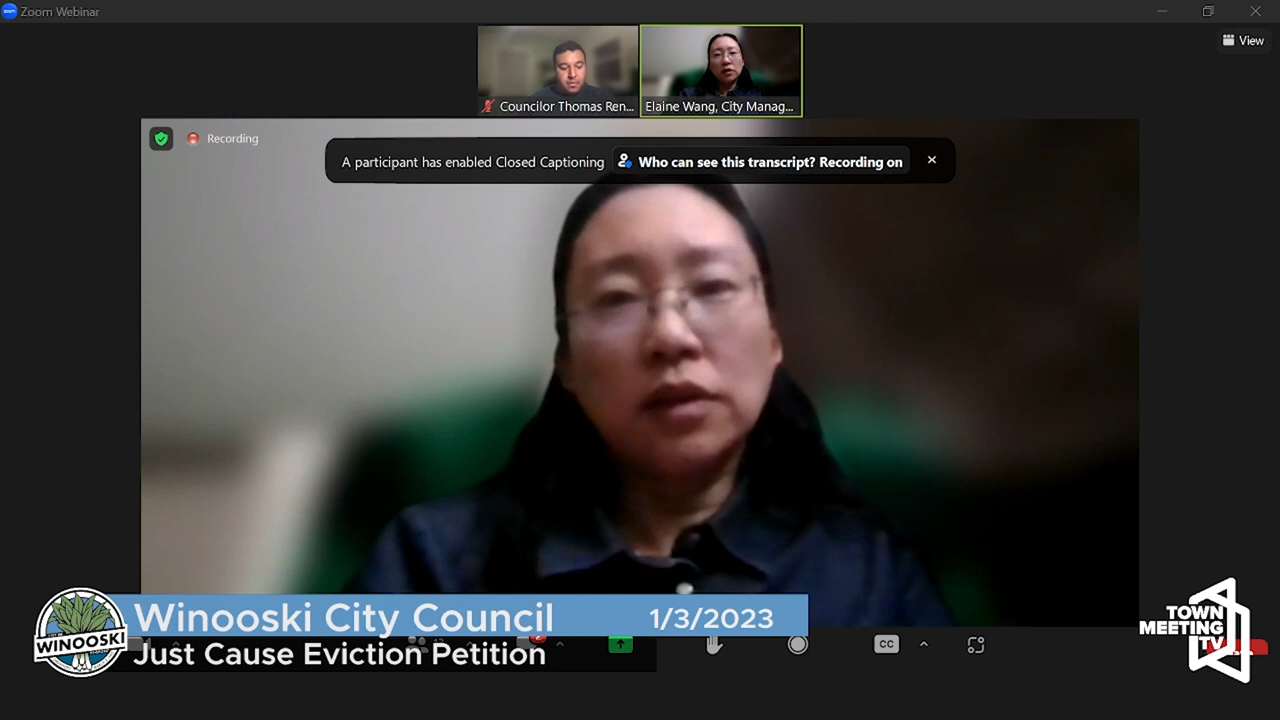 zoom
Zoom Webinar
View
Councilor Thomas Ren...
Elaine Wang, City Manag...
Recording
A participant has enabled Closed Captioning
Who can see this transcript? Recording on
Winooski City Council
1/3/2023
Just Cause Eviction Petition
WINOOSKI
CC
TOWN
MEETING
TV